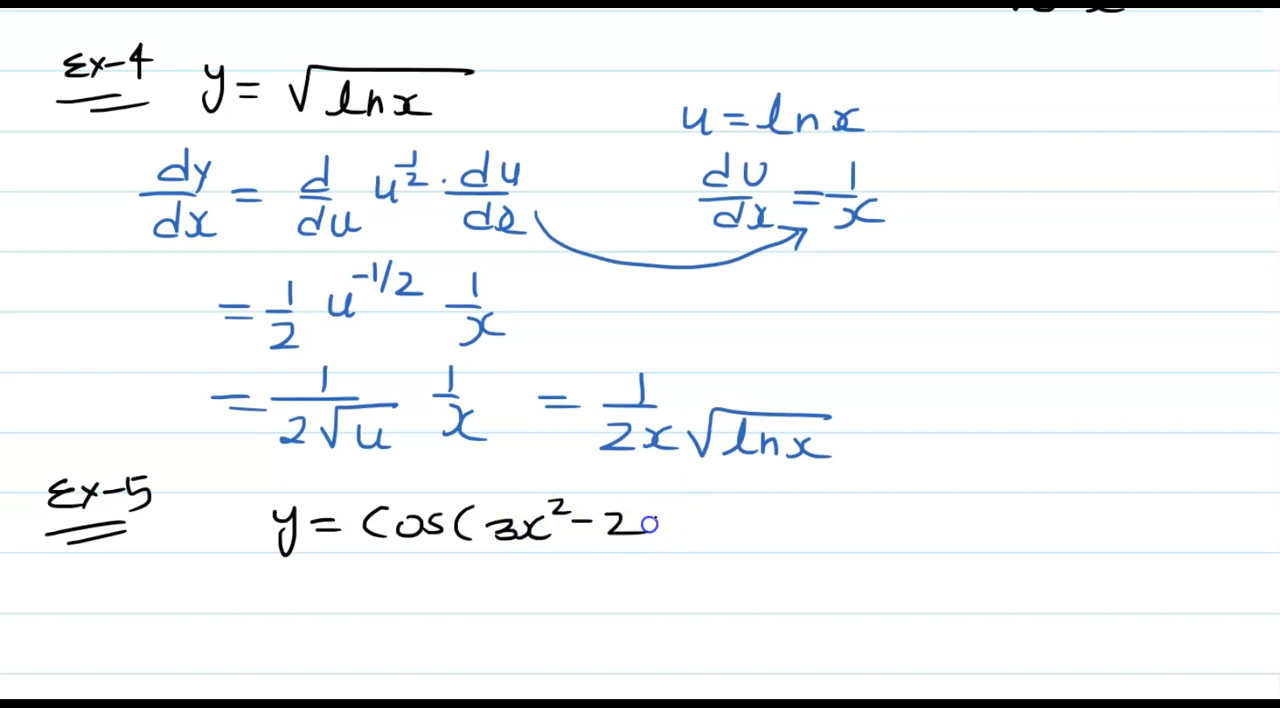 Ex-4 y = √(ln x)
u = ln x
dy/dx = d/du u^(1/2) · du/dx
du/dx = 1/x
= 1/2 u^(-1/2) 1/x
= 1/(2√u) 1/x = 1/(2x√(ln x))
Ex-5 y = Cos(3x² - 20